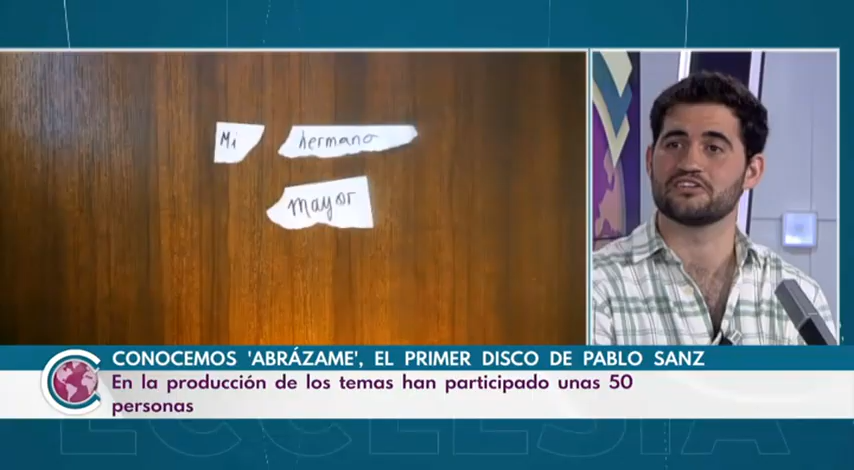 Mi hermano
mayor
CONOCEMOS 'ABRÁZAME', EL PRIMER DISCO DE PABLO SANZ
En la producción de los temas han participado unas 50
personas
ECCLESIA